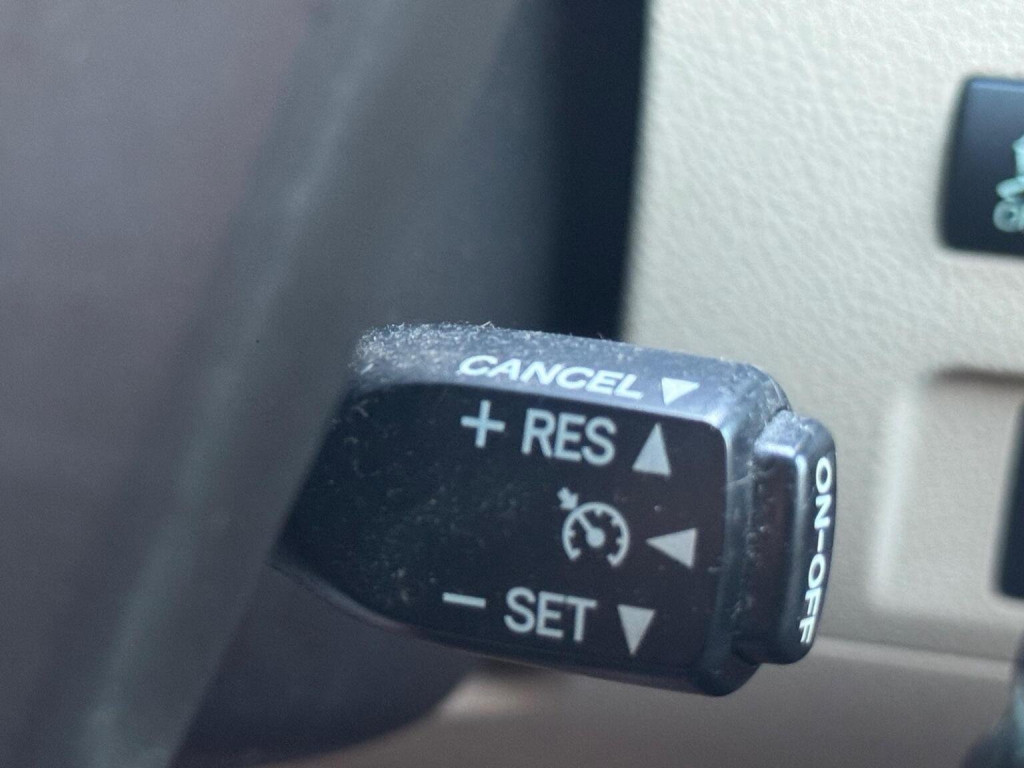 CANCEL ▼
+ RES ▲
◀
− SET ▼
ON-OFF